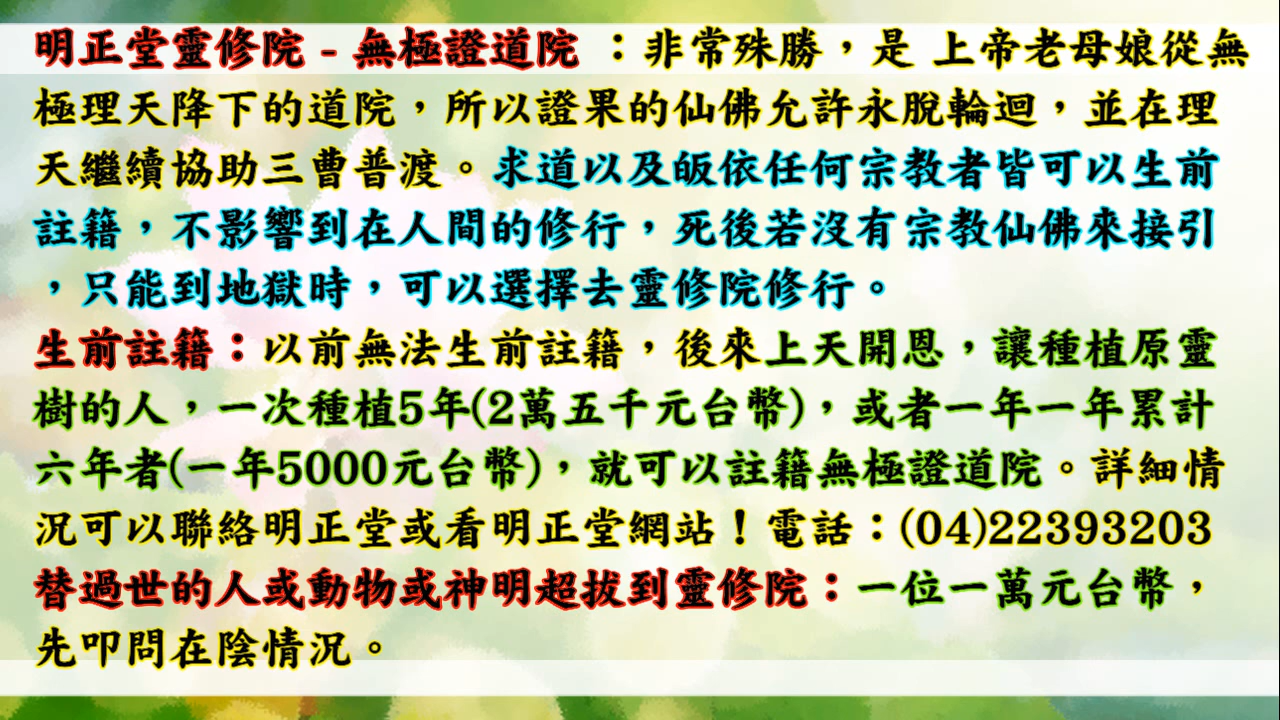 明正堂靈修院 - 無極證道院 ：非常殊勝，是 上帝老母娘從無
極理天降下的道院，所以證果的仙佛允許永脫輪迴，並在理
天繼續協助三曹普渡。求道以及皈依任何宗教者皆可以生前
註籍，不影響到在人間的修行，死後若沒有宗教仙佛來接引
，只能到地獄時，可以選擇去靈修院修行。
生前註籍：以前無法生前註籍，後來上天開恩，讓種植原靈
樹的人，一次種植5年(2萬五千元台幣)，或者一年一年累計
六年者(一年5000元台幣)，就可以註籍無極證道院。詳細情
況可以聯絡明正堂或看明正堂網站！電話：(04)22393203
替過世的人或動物或神明超拔到靈修院：一位一萬元台幣，
先叩問在陰情況。